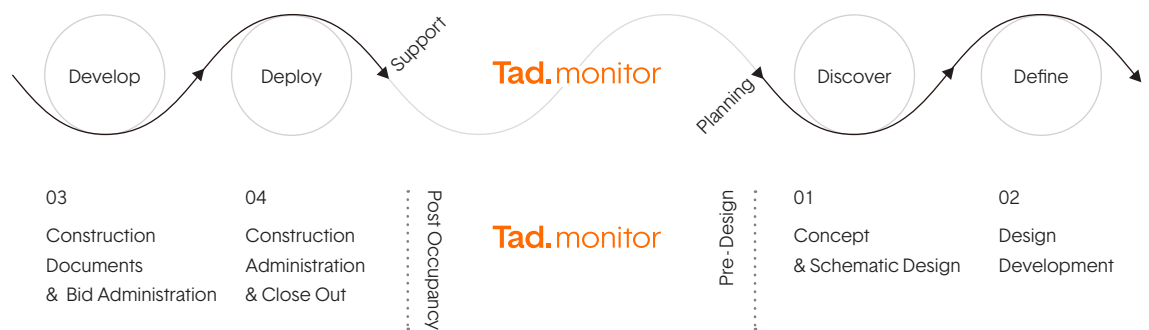 Develop
Deploy
Support
Tad.monitor
Planning
Discover
Define
03
Construction
Documents
& Bid Administration
04
Construction
Administration
& Close Out
Post Occupancy
Tad.monitor
Pre-Design
01
Concept
& Schematic Design
02
Design
Development